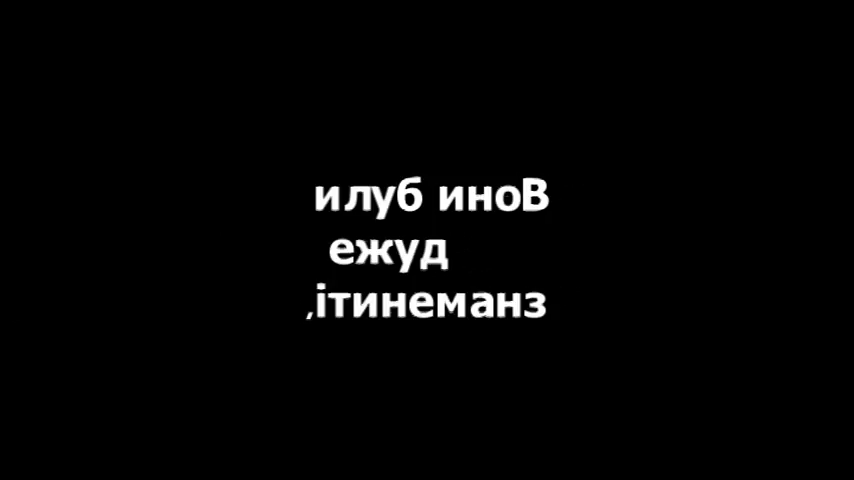 илуб иноВ
ежуд
,ітинеманз